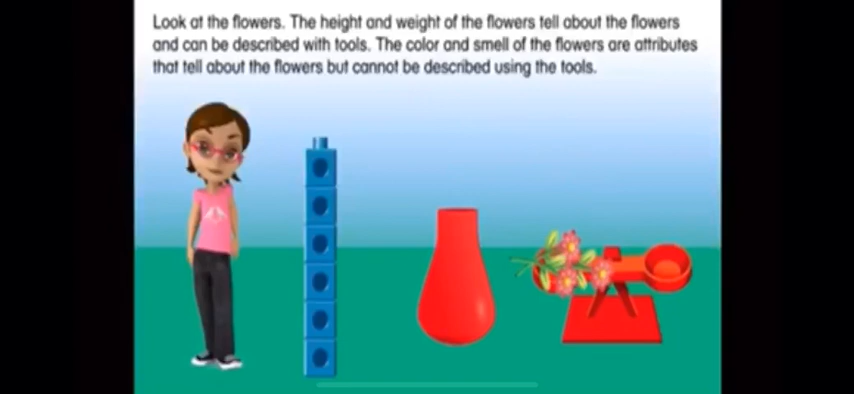 Look at the flowers. The height and weight of the flowers tell about the flowers
and can be described with tools. The color and smell of the flowers are attributes
that tell about the flowers but cannot be described using the tools.